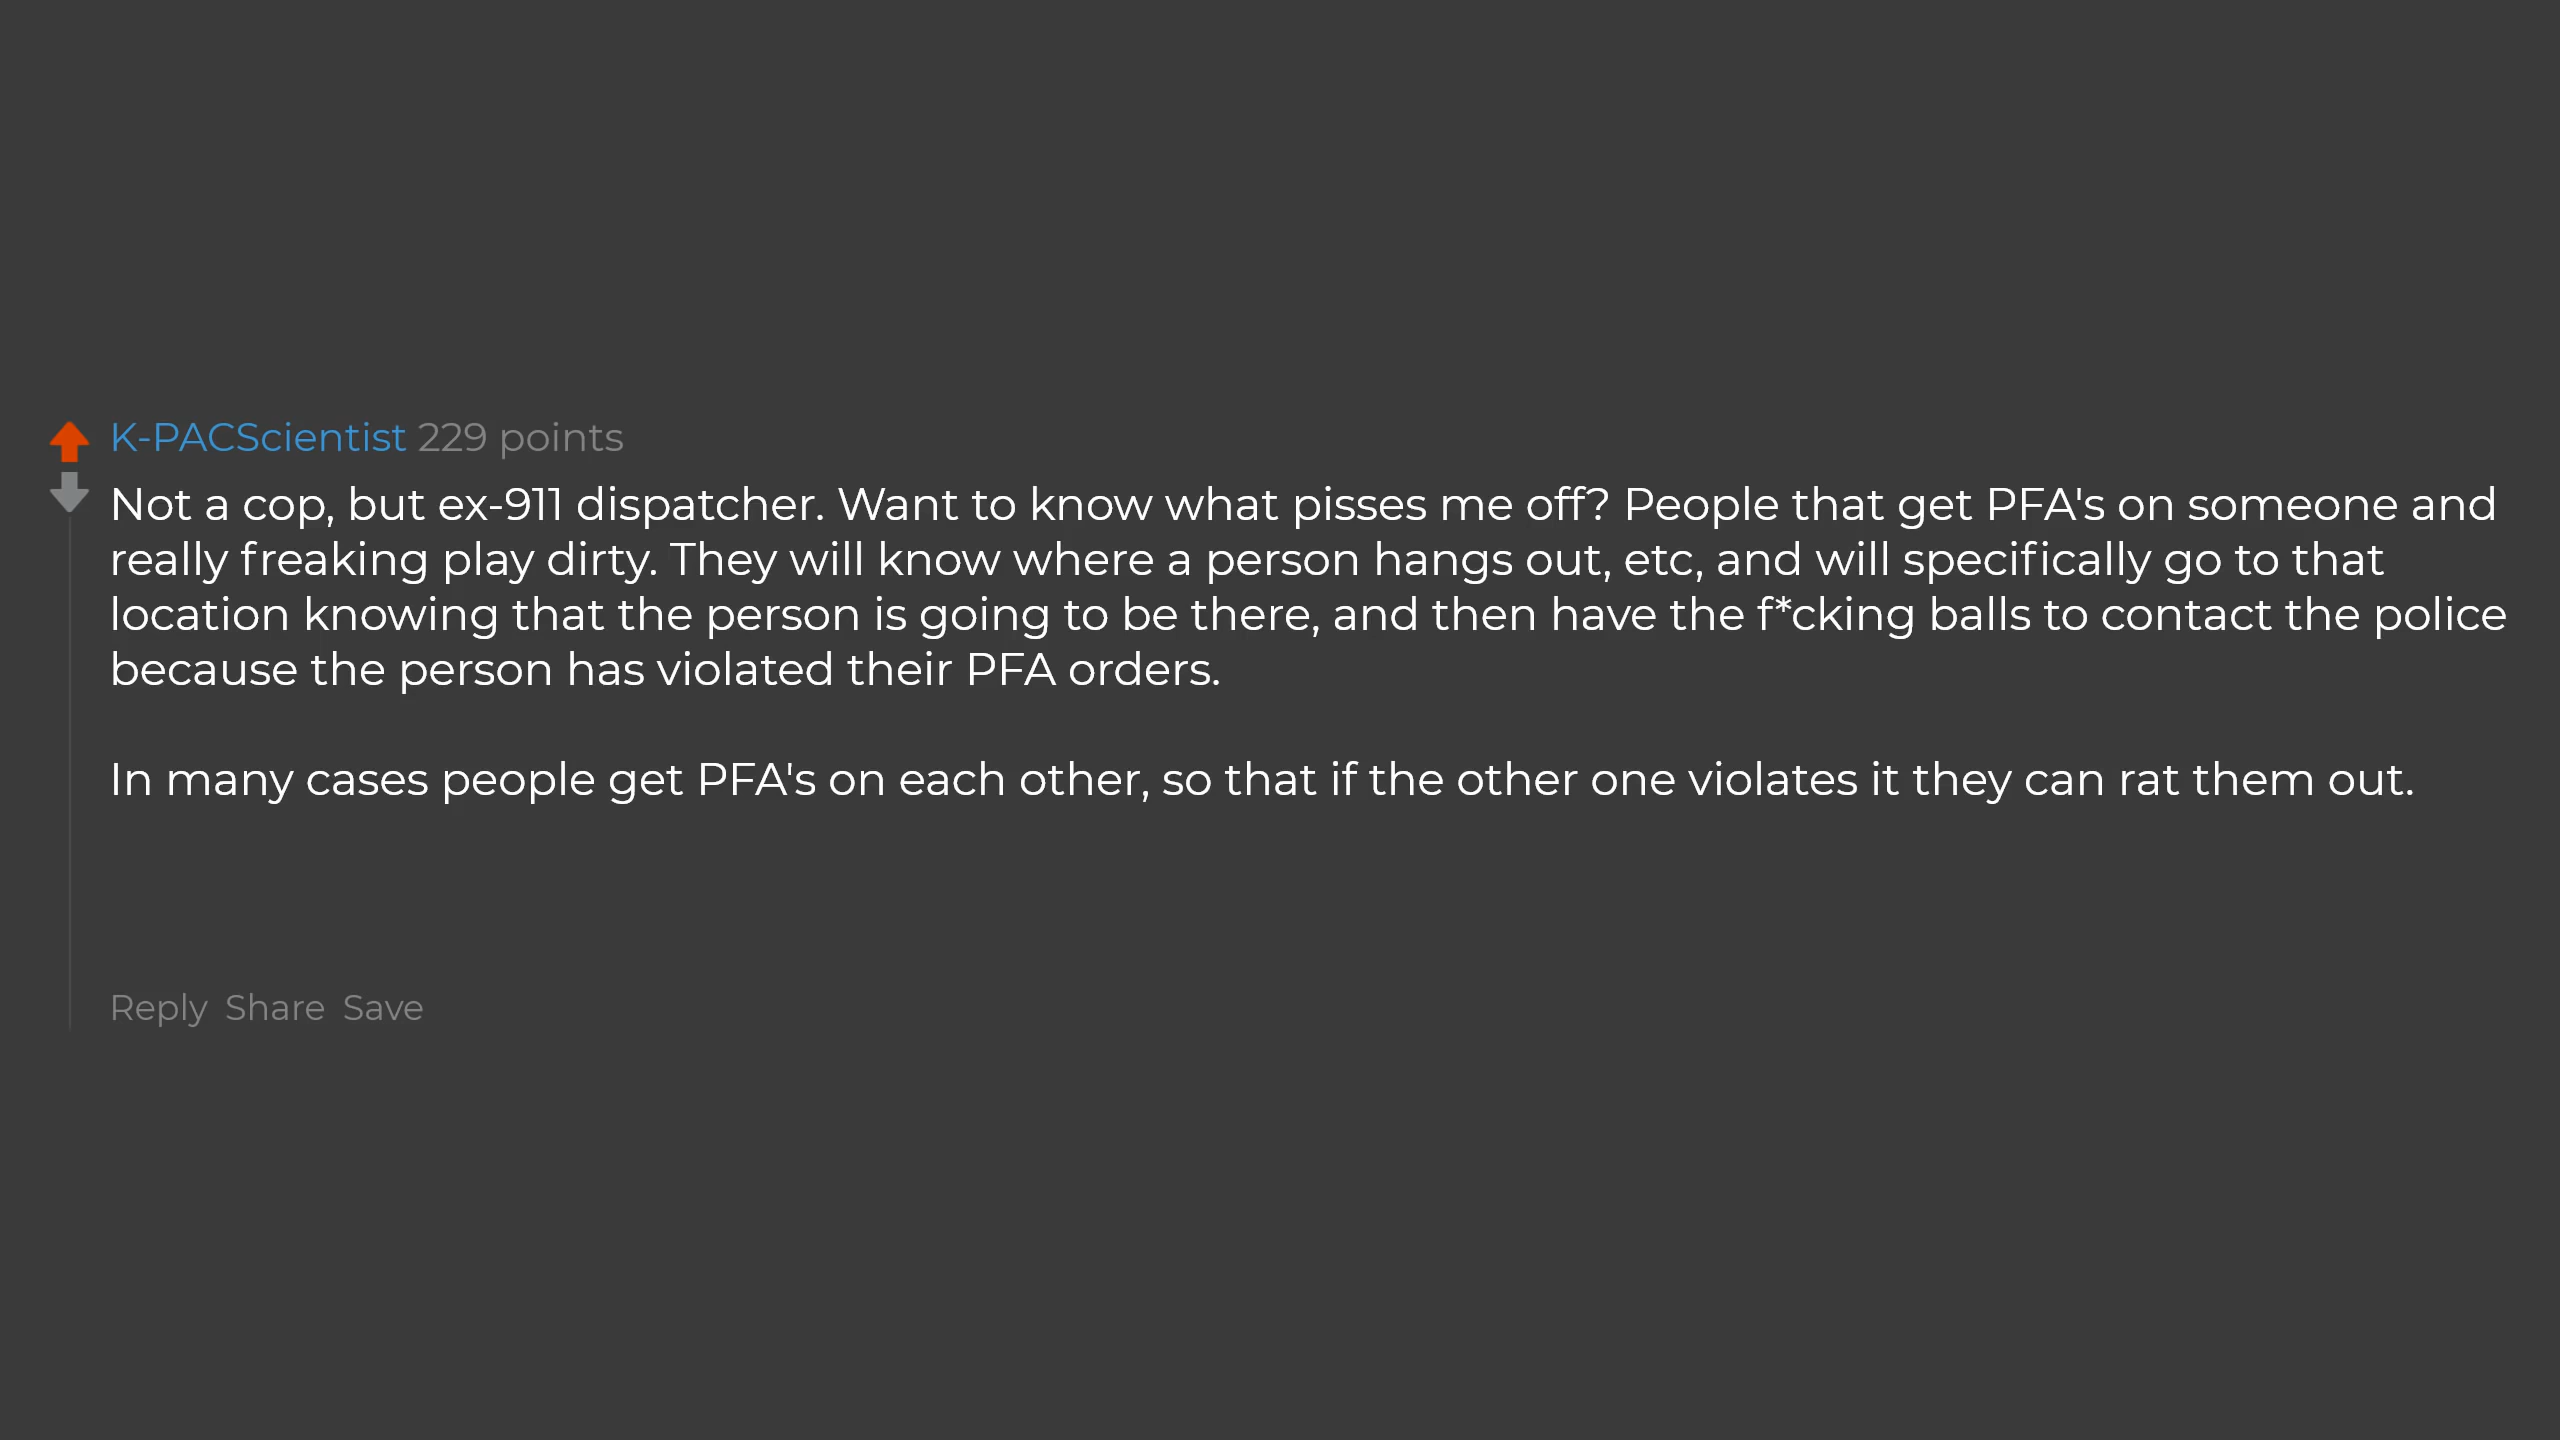 K-PACScientist 229 points
Not a cop, but ex-911 dispatcher. Want to know what pisses me off? People that get PFA's on someone and
really freaking play dirty. They will know where a person hangs out, etc, and will specifically go to that
location knowing that the person is going to be there, and then have the f*cking balls to contact the police
because the person has violated their PFA orders.
In many cases people get PFA's on each other, so that if the other one violates it they can rat them out.
Reply Share Save